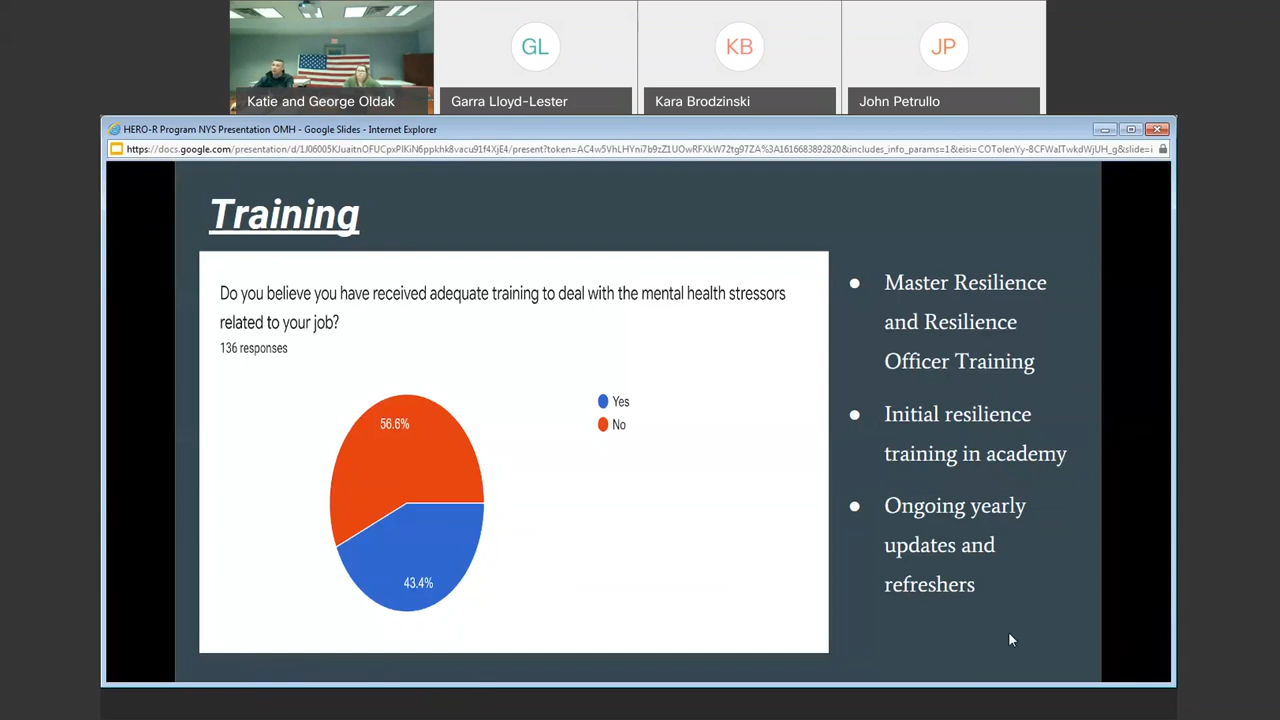 GL
KB
JP
Katie and George Oldak
Garra Lloyd-Lester
Kara Brodzinski
John Petrullo
HERO-R Program NYS Presentation OMH - Google Slides - Internet Explorer
Training
Do you believe you have received adequate training to deal with the mental health stressors
related to your job?
136 responses
56.6%
43.4%
Yes
No
Master Resilience
and Resilience
Officer Training
Initial resilience
training in academy
Ongoing yearly
updates and
refreshers